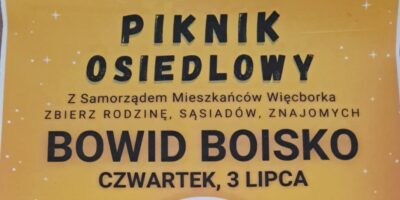 PIKNIK
OSIEDLOWY
Z Samorządem Mieszkańców Więcborka
ZBIERZ RODZINĘ, SĄSIADÓW, ZNAJOMYCH
BOWID BOISKO
CZWARTEK, 3 LIPCA